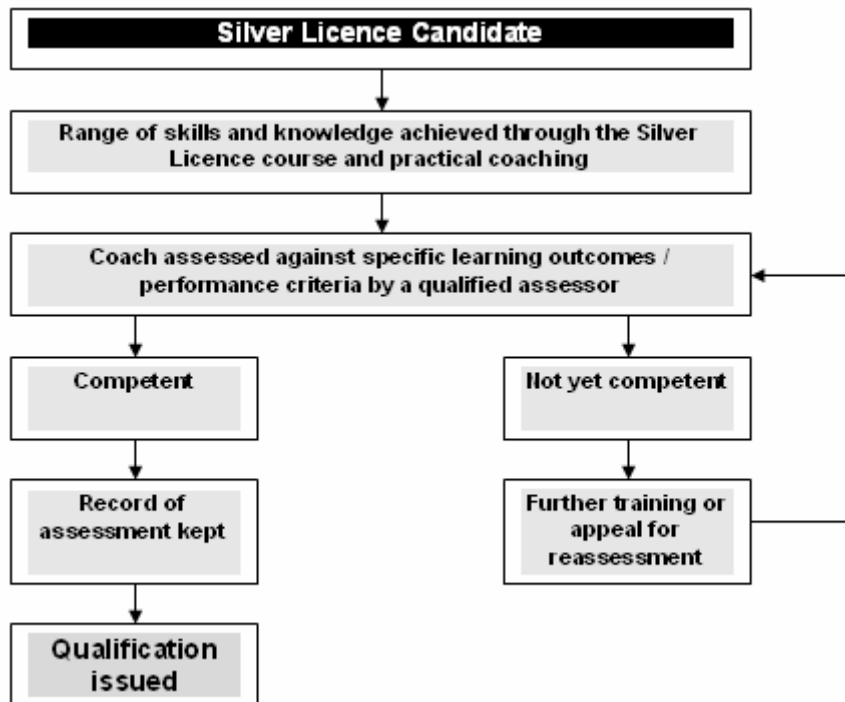 Silver Licence Candidate
Range of skills and knowledge achieved through the Silver
Licence course and practical coaching
Coach assessed against specific learning outcomes /
performance criteria by a qualified assessor
Competent
Not yet competent
Record of
assessment kept
Further training or
appeal for
reassessment
Qualification
issued